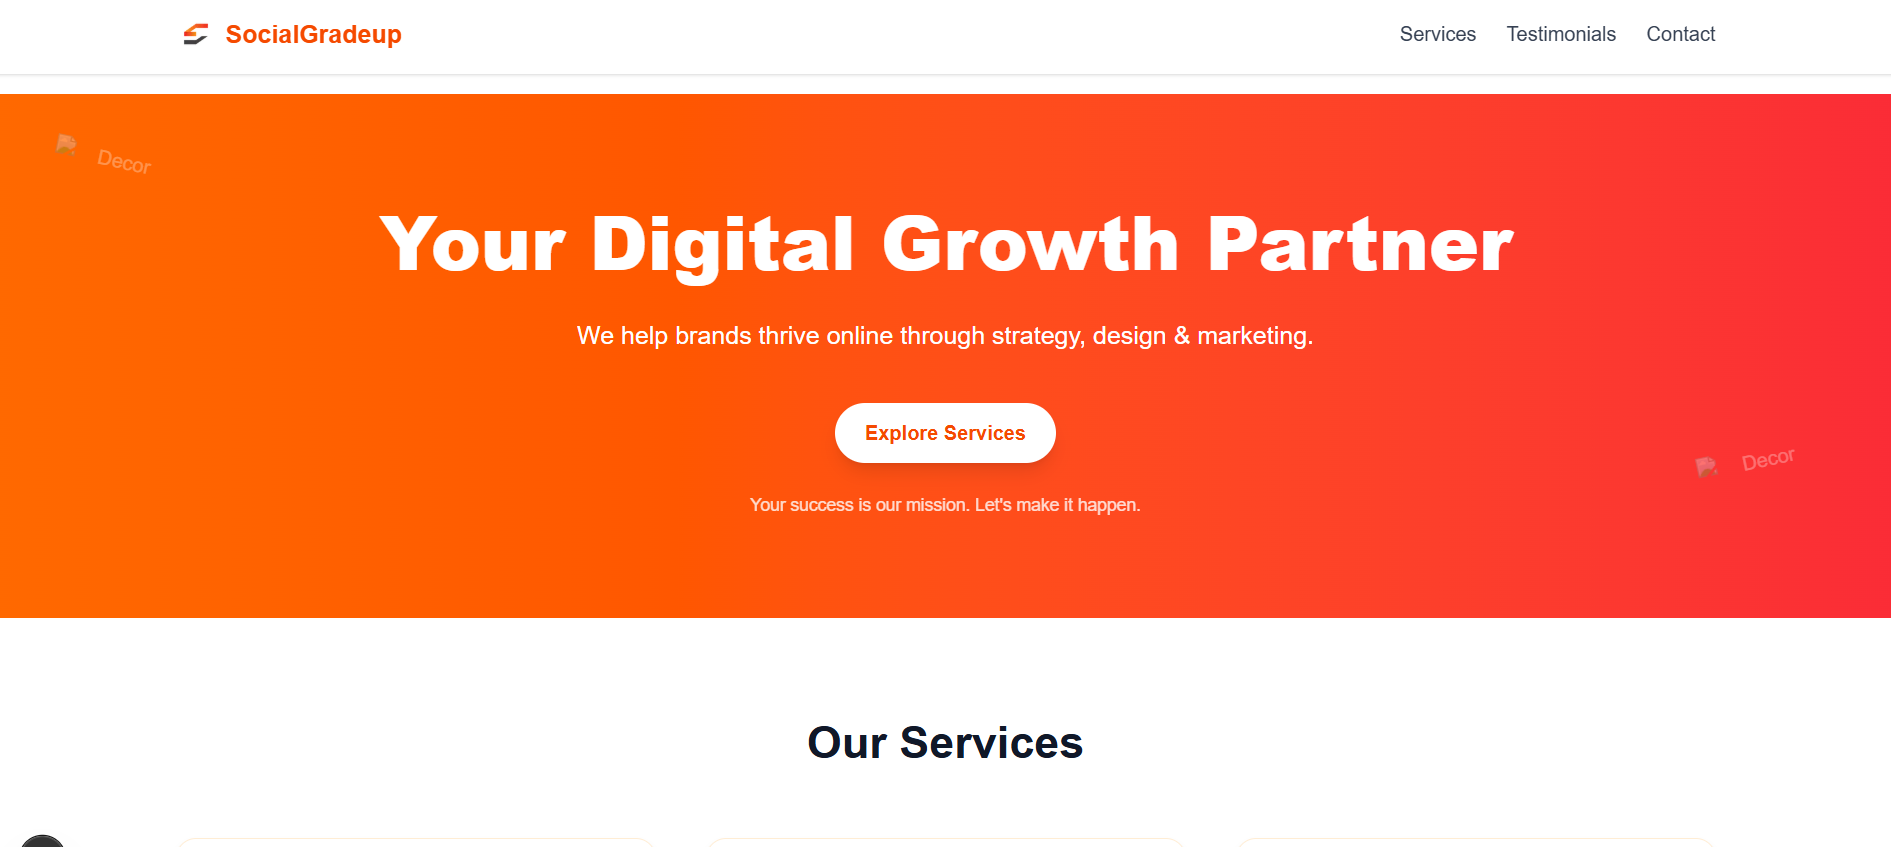 SocialGradeup
Services
Testimonials
Contact
Decor
Your Digital Growth Partner
We help brands thrive online through strategy, design & marketing.
Explore Services
Decor
Your success is our mission. Let's make it happen.
Our Services